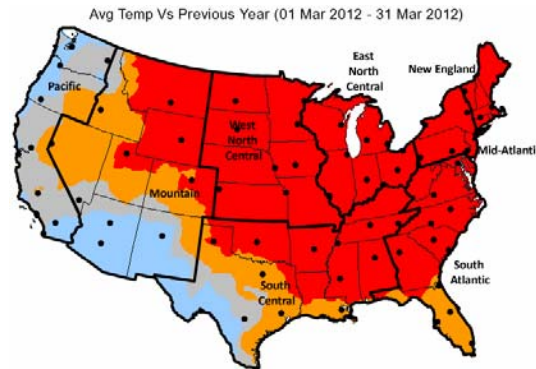 Avg Temp Vs Previous Year (01 Mar 2012 - 31 Mar 2012)
East
North
Central
New England
Pacific
West
North
Central
Mid-Atlantic
Mountain
South
Atlantic
South
Central